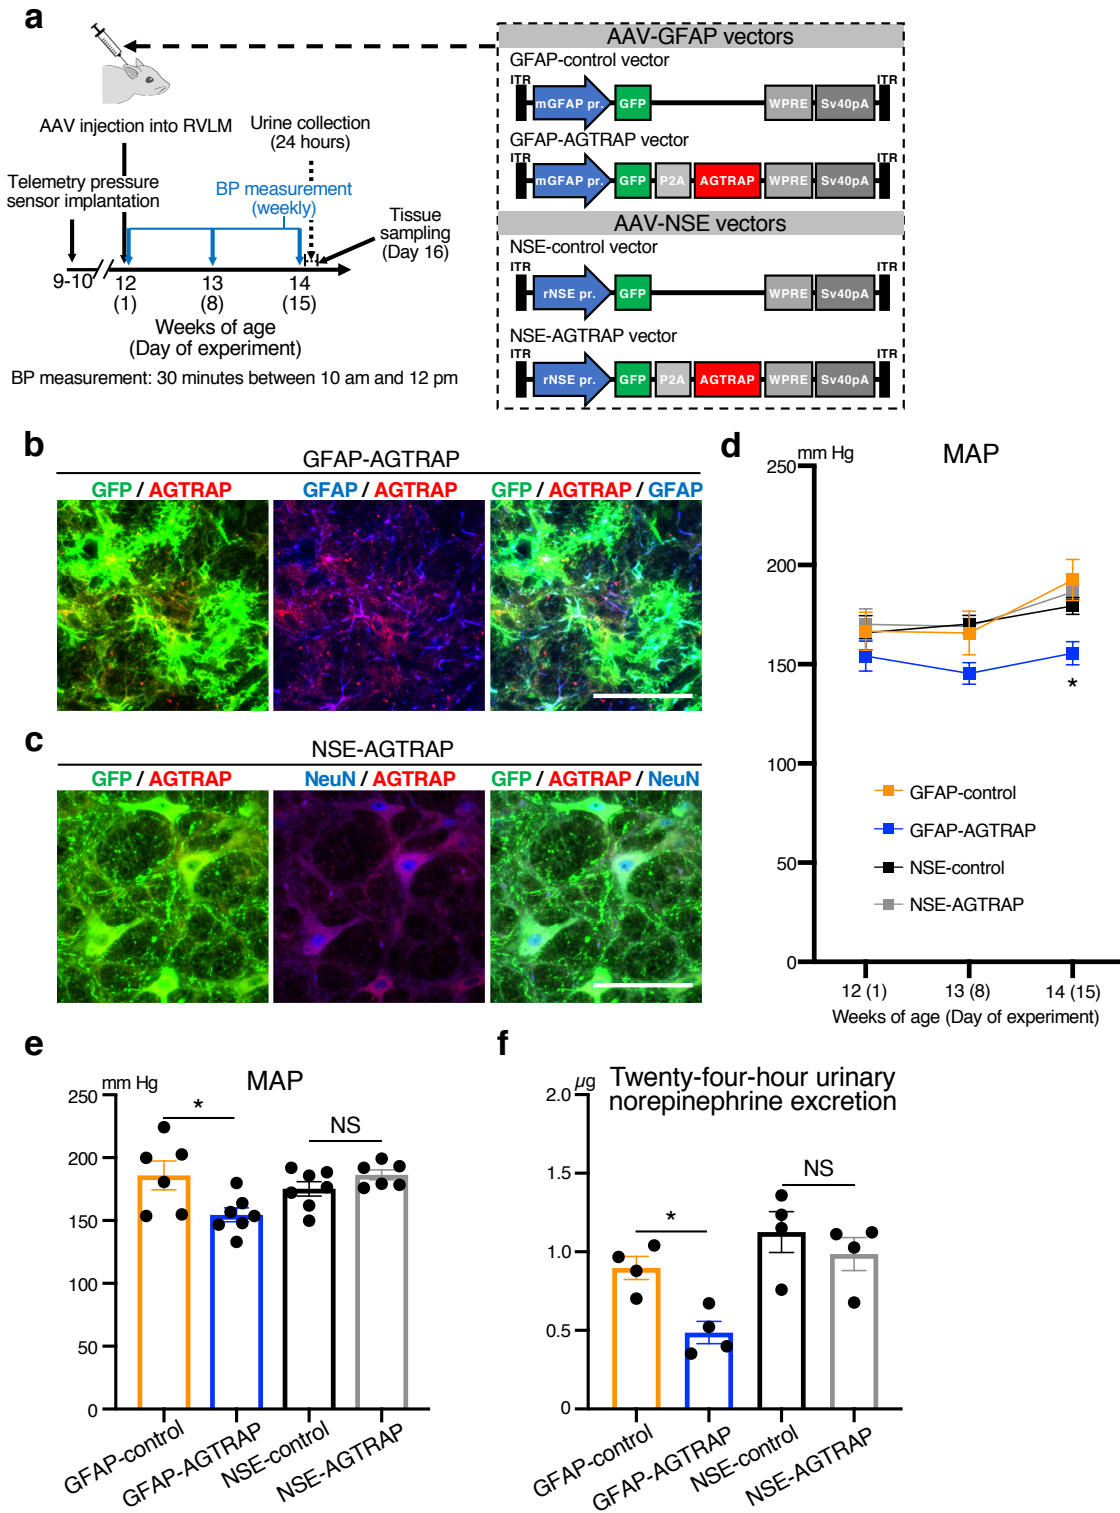 a
AAV injection into RVLM
Urine collection
(24 hours)
Telemetry pressure
sensor implantation
BP measurement
(weekly)
Tissue
sampling
(Day 16)
9-10
12
13
14
(1)
(8)
(15)
Weeks of age
(Day of experiment)
BP measurement: 30 minutes between 10 am and 12 pm
AAV-GFAP vectors
GFAP-control vector
ITR
ITR
mGFAP pr.
GFP
WPRE
Sv40pA
GFAP-AGTRAP vector
ITR
ITR
mGFAP pr.
GFP
P2A
AGTRAP
WPRE
Sv40pA
AAV-NSE vectors
NSE-control vector
ITR
ITR
rNSE pr.
GFP
WPRE
Sv40pA
NSE-AGTRAP vector
ITR
ITR
rNSE pr.
GFP
P2A
AGTRAP
WPRE
Sv40pA
b
GFAP-AGTRAP
GFP / AGTRAP
GFAP / AGTRAP
GFP / AGTRAP / GFAP
c
NSE-AGTRAP
GFP / AGTRAP
NeuN / AGTRAP
GFP / AGTRAP / NeuN
d
mm Hg
MAP
250
200
150
100
50
0
*
GFAP-control
GFAP-AGTRAP
NSE-control
NSE-AGTRAP
12 (1)
13 (8)
14 (15)
Weeks of age (Day of experiment)
e
mm Hg
MAP
250
200
150
100
50
0
*
NS
GFAP-control
GFAP-AGTRAP
NSE-control
NSE-AGTRAP
f
µg
Twenty-four-hour urinary
norepinephrine excretion
2.0
1.5
1.0
0.5
0
*
NS
GFAP-control
GFAP-AGTRAP
NSE-control
NSE-AGTRAP